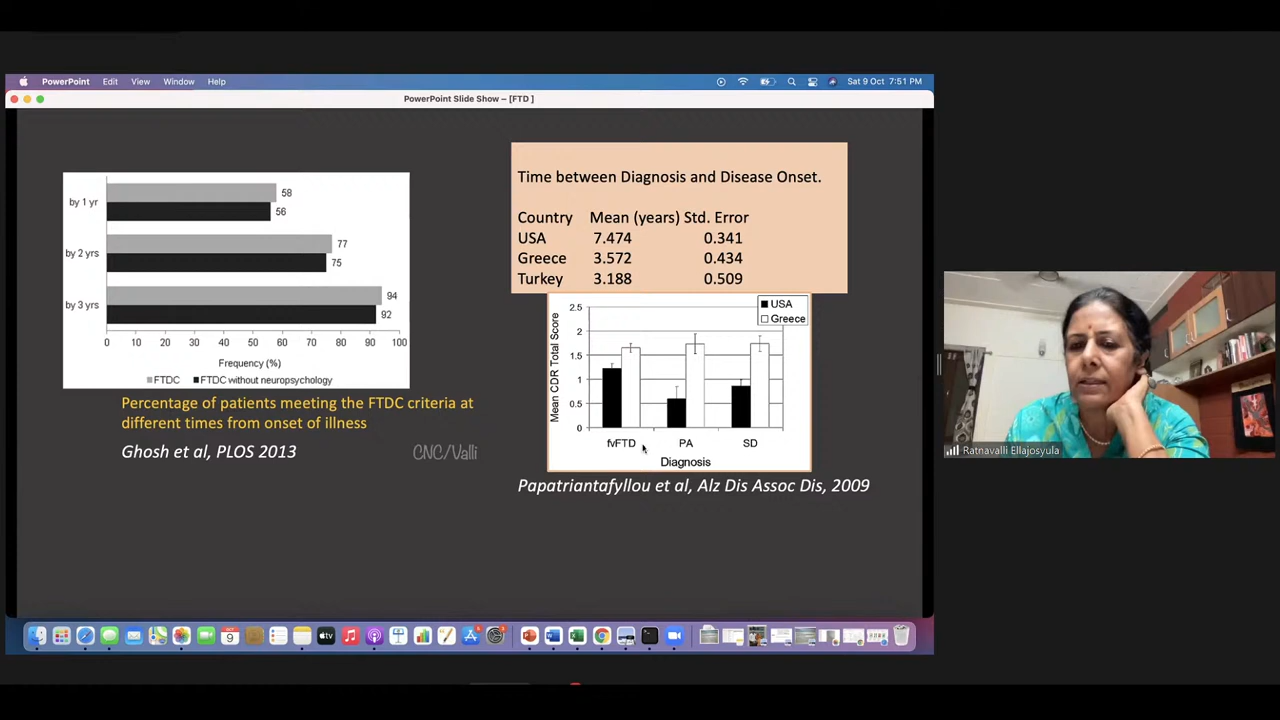 PowerPoint Edit View Window Help Sat 9 Oct 7:51 PM
PowerPoint Slide Show – [FTD ]
by 1 yr 58
56
by 2 yrs 77
75
by 3 yrs 94
92
0 10 20 30 40 50 60 70 80 90 100
Frequency (%)
FTDC FTDC without neuropsychology
Percentage of patients meeting the FTDC criteria at
different times from onset of illness
Ghosh et al, PLOS 2013
CNC/Valli
Time between Diagnosis and Disease Onset.
Country Mean (years) Std. Error
USA 7.474 0.341
Greece 3.572 0.434
Turkey 3.188 0.509
USA
Greece
Mean CDR Total Score
2.5
2
1.5
1
0.5
0
fvFTD PA SD
Diagnosis
Papatriantafyllou et al, Alz Dis Assoc Dis, 2009
Ratnavalli Ellajosyula
9
tv